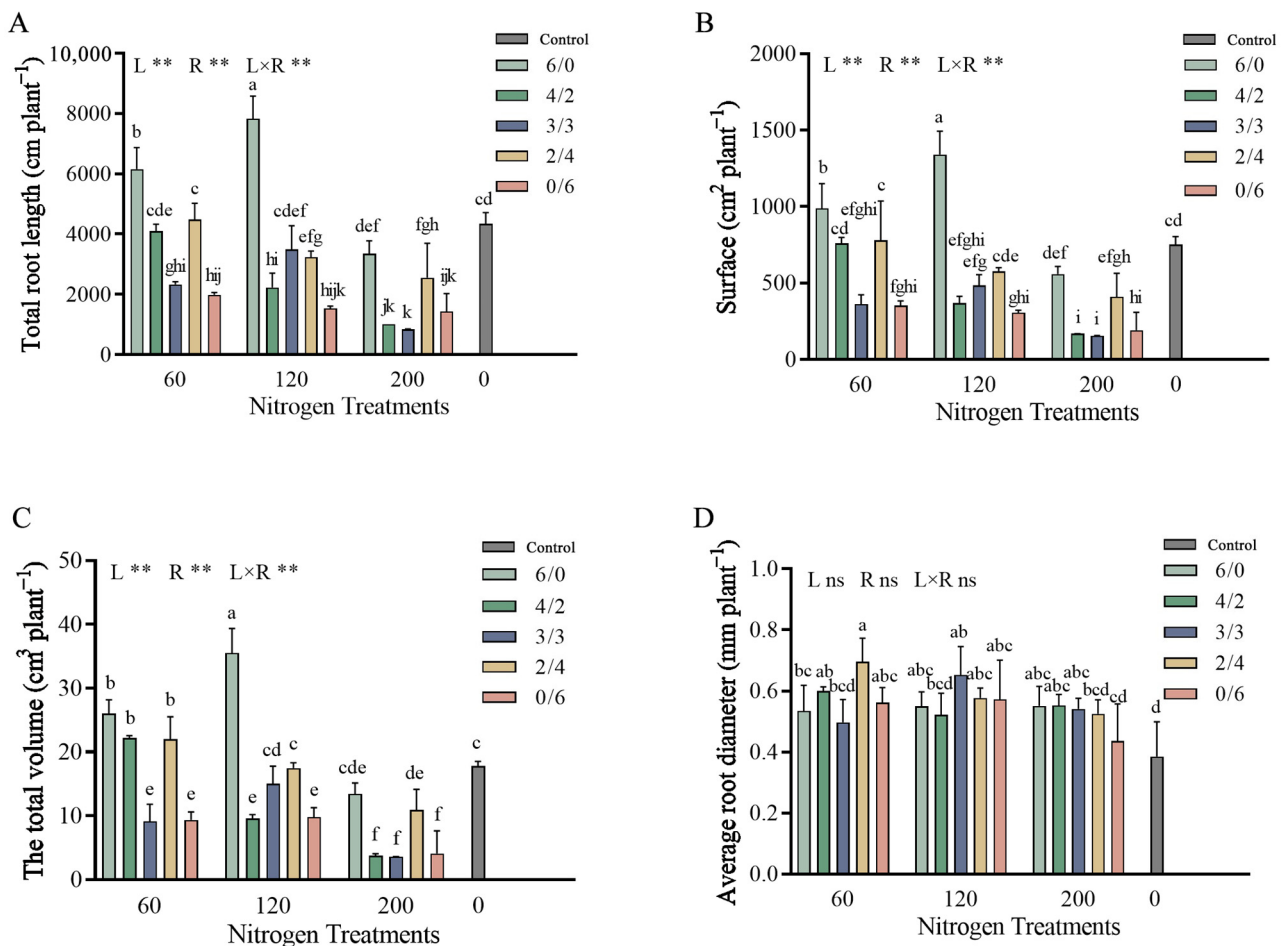 A
Total root length (cm plant⁻¹)
10,000
8000
6000
4000
2000
0
L ** R ** L×R **
b cde ghi c hij
a hi cdef efg hijk
def jk k fgh ijk
cd
60 120 200 0
Nitrogen Treatments
Control
6/0
4/2
3/3
2/4
0/6
B
Surface (cm² plant⁻¹)
2000
1500
1000
500
0
L ** R ** L×R **
b cd efghi c fghi
a efghi efg cde ghi
def i i efgh hi
cd
60 120 200 0
Nitrogen Treatments
Control
6/0
4/2
3/3
2/4
0/6
C
The total volume (cm³ plant⁻¹)
50
40
30
20
10
0
L ** R ** L×R **
b b e b e
a e cd c e
cde f f de f
c
60 120 200 0
Nitrogen Treatments
Control
6/0
4/2
3/3
2/4
0/6
D
Average root diameter (mm plant⁻¹)
1.0
0.8
0.6
0.4
0.2
0.0
L ns R ns L×R ns
bc ab bcd a abc
abc bcd ab abc abc
abc abc abc bcd cd
d
60 120 200 0
Nitrogen Treatments
Control
6/0
4/2
3/3
2/4
0/6